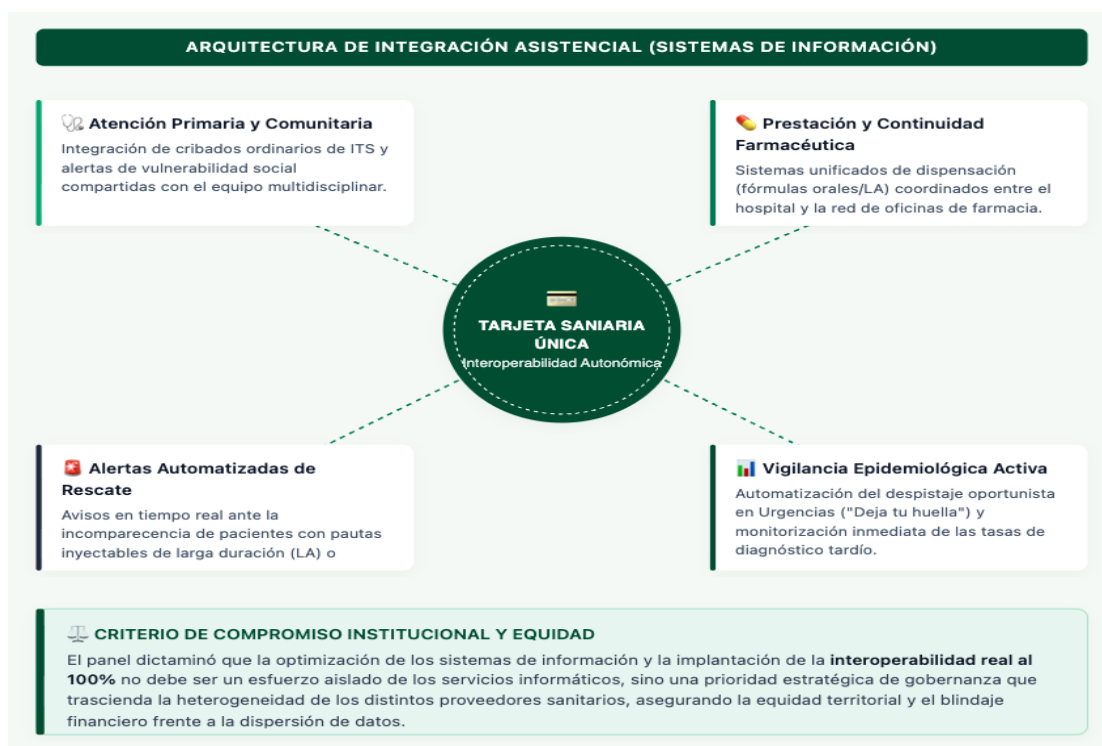 ARQUITECTURA DE INTEGRACIÓN ASISTENCIAL (SISTEMAS DE INFORMACIÓN)
Atención Primaria y Comunitaria
Integración de cribados ordinarios de ITS y
alertas de vulnerabilidad social
compartidas con el equipo multidisciplinar.
Prestación y Continuidad
Farmacéutica
Sistemas unificados de dispensación
(fórmulas orales/LA) coordinados entre el
hospital y la red de oficinas de farmacia.
TARJETA SANIARIA
ÚNICA
Interoperabilidad Autonómica
Alertas Automatizadas de
Rescate
Avisos en tiempo real ante la
incomparecencia de pacientes con pautas
inyectables de larga duración (LA) o
Vigilancia Epidemiológica Activa
Automatización del despistaje oportunista
en Urgencias ("Deja tu huella") y
monitorización inmediata de las tasas de
diagnóstico tardío.
CRITERIO DE COMPROMISO INSTITUCIONAL Y EQUIDAD
El panel dictaminó que la optimización de los sistemas de información y la implantación de la interoperabilidad real al
100% no debe ser un esfuerzo aislado de los servicios informáticos, sino una prioridad estratégica de gobernanza que
trascienda la heterogeneidad de los distintos proveedores sanitarios, asegurando la equidad territorial y el blindaje
financiero frente a la dispersión de datos.